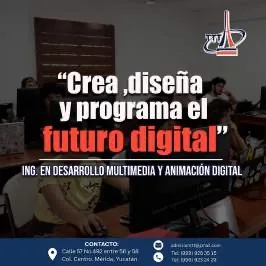 “Crea ,diseña
y programa el
futuro digital”
ING. EN DESARROLLO MULTIMEDIA Y ANIMACIÓN DIGITAL
CONTACTO:
Calle 57 No.492 entre 56 y 58
Col. Centro. Mérida, Yucatán